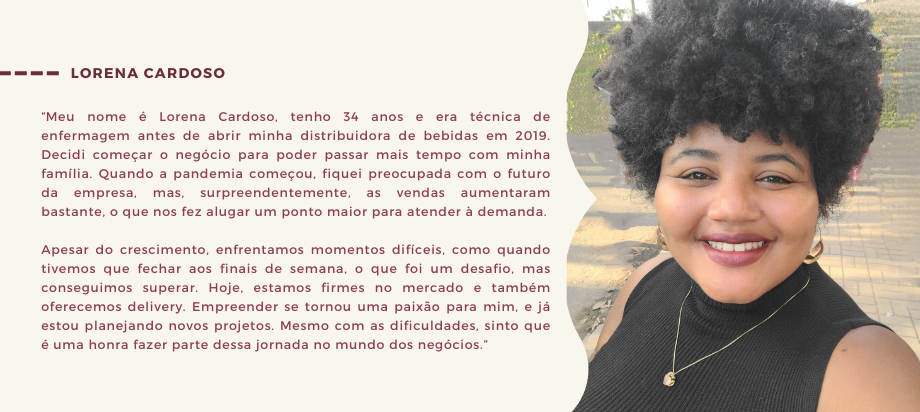 LORENA CARDOSO
"Meu nome é Lorena Cardoso, tenho 34 anos e era técnica de
enfermagem antes de abrir minha distribuidora de bebidas em 2019.
Decidi começar o negócio para poder passar mais tempo com minha
família. Quando a pandemia começou, fiquei preocupada com o futuro
da empresa, mas, surpreendentemente, as vendas aumentaram
bastante, o que nos fez alugar um ponto maior para atender à demanda.
Apesar do crescimento, enfrentamos momentos difíceis, como quando
tivemos que fechar aos finais de semana, o que foi um desafio, mas
conseguimos superar. Hoje, estamos firmes no mercado e também
oferecemos delivery. Empreender se tornou uma paixão para mim, e já
estou planejando novos projetos. Mesmo com as dificuldades, sinto que
é uma honra fazer parte dessa jornada no mundo dos negócios."